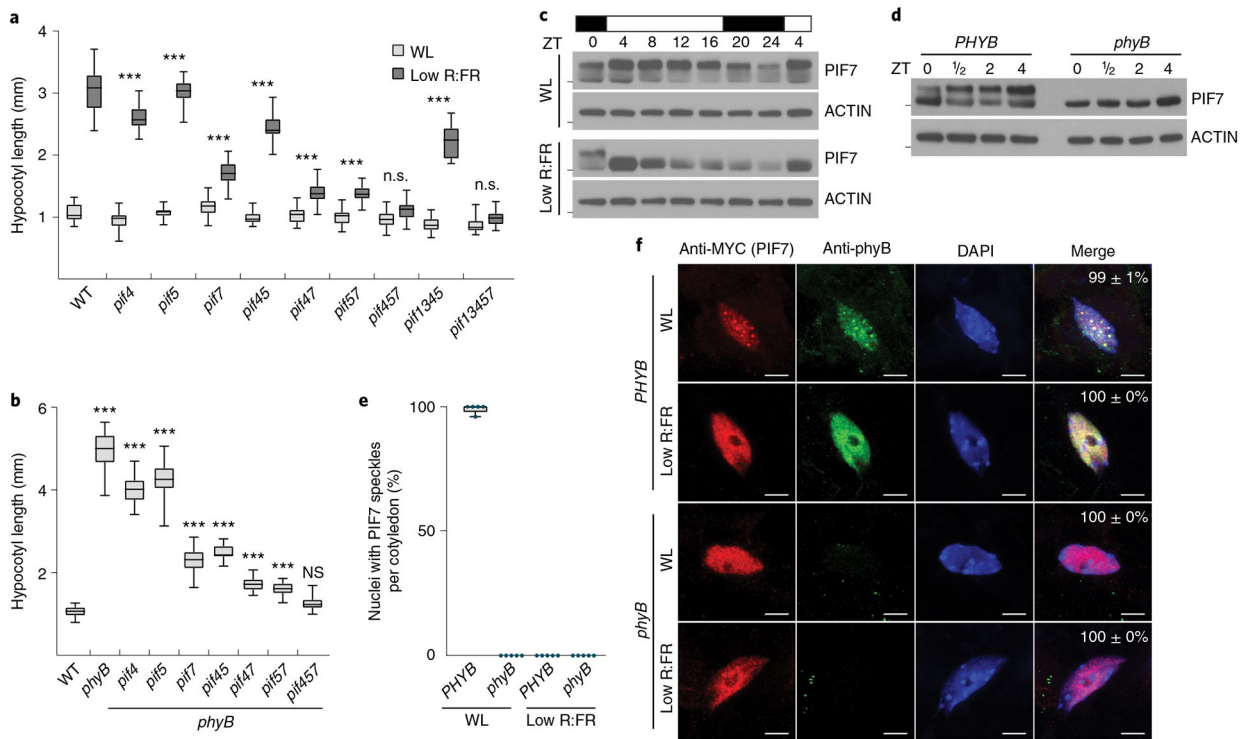 a
Hypocotyl length (mm)
4
3
2
1
WL
Low R:FR
***
***
***
***
***
***
n.s.
***
n.s.
WT
pif4
pif5
pif7
pif45
pif47
pif57
pif457
pif1345
pif13457
b
Hypocotyl length (mm)
6
4
2
***
***
***
***
***
***
***
NS
WT
phyB
pif4
pif5
pif7
pif45
pif47
pif57
pif457
phyB
c
ZT 0 4 8 12 16 20 24 4
WL
PIF7
ACTIN
Low R:FR
PIF7
ACTIN
d
PHYB phyB
ZT 0 ½ 2 4 0 ½ 2 4
PIF7
ACTIN
e
Nuclei with PIF7 speckles
per cotyledon (%)
100
50
0
PHYB phyB PHYB phyB
WL Low R:FR
f
Anti-MYC (PIF7) Anti-phyB DAPI Merge
PHYB
WL
99 ± 1%
Low R:FR
100 ± 0%
phyB
WL
100 ± 0%
Low R:FR
100 ± 0%